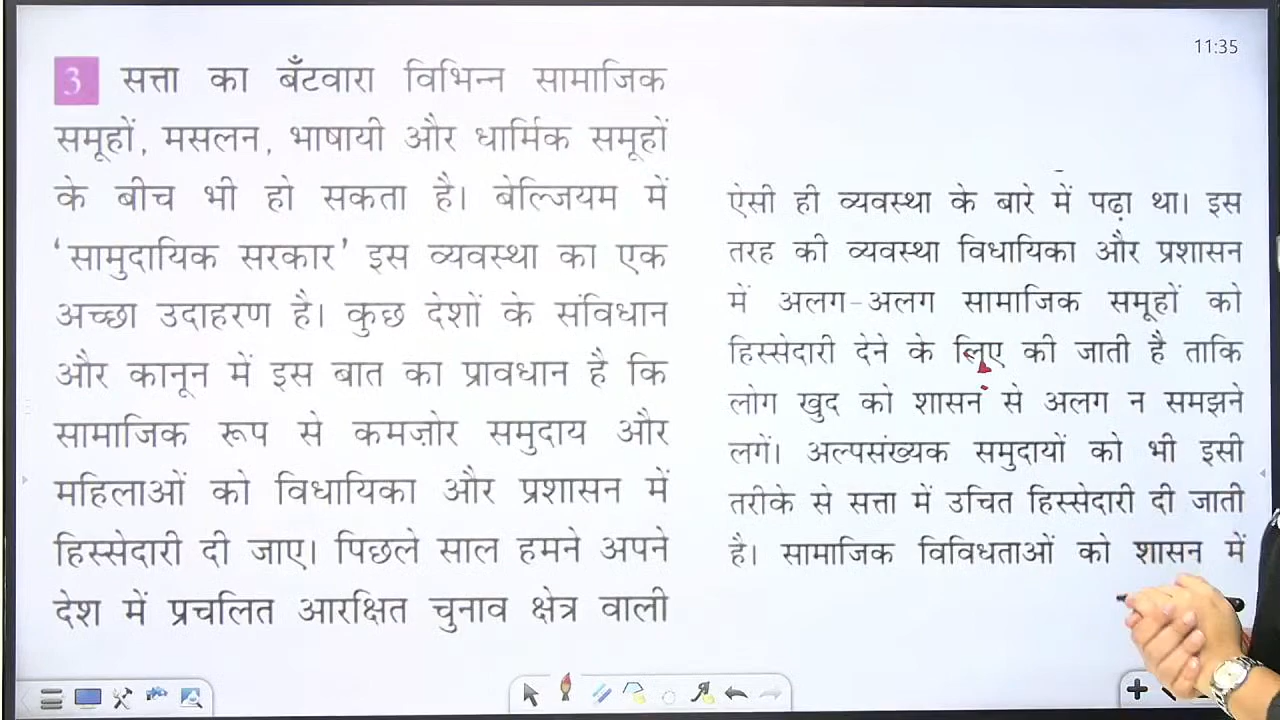 11:35
3 सत्ता का बँटवारा विभिन्न सामाजिक
समूहों, मसलन, भाषायी और धार्मिक समूहों
के बीच भी हो सकता है। बेल्जियम में
‘सामुदायिक सरकार’ इस व्यवस्था का एक
अच्छा उदाहरण है। कुछ देशों के संविधान
और कानून में इस बात का प्रावधान है कि
सामाजिक रूप से कमज़ोर समुदाय और
महिलाओं को विधायिका और प्रशासन में
हिस्सेदारी दी जाए। पिछले साल हमने अपने
देश में प्रचलित आरक्षित चुनाव क्षेत्र वाली
ऐसी ही व्यवस्था के बारे में पढ़ा था। इस
तरह की व्यवस्था विधायिका और प्रशासन
में अलग-अलग सामाजिक समूहों को
हिस्सेदारी देने के लिए की जाती है ताकि
लोग खुद को शासन से अलग न समझने
लगें। अल्पसंख्यक समुदायों को भी इसी
तरीके से सत्ता में उचित हिस्सेदारी दी जाती
है। सामाजिक विविधताओं को शासन में